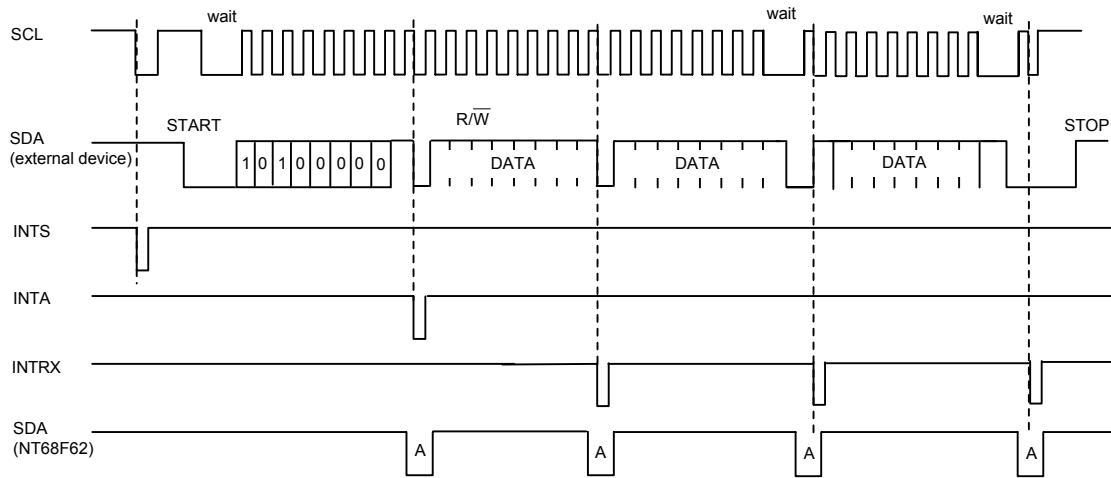 wait wait wait
SCL
START R/W̅ STOP
SDA
(external device)
1 0 1 0 0 0 0 0 DATA DATA DATA
INTS
INTA
INTRX
SDA
(NT68F62)
A A A A